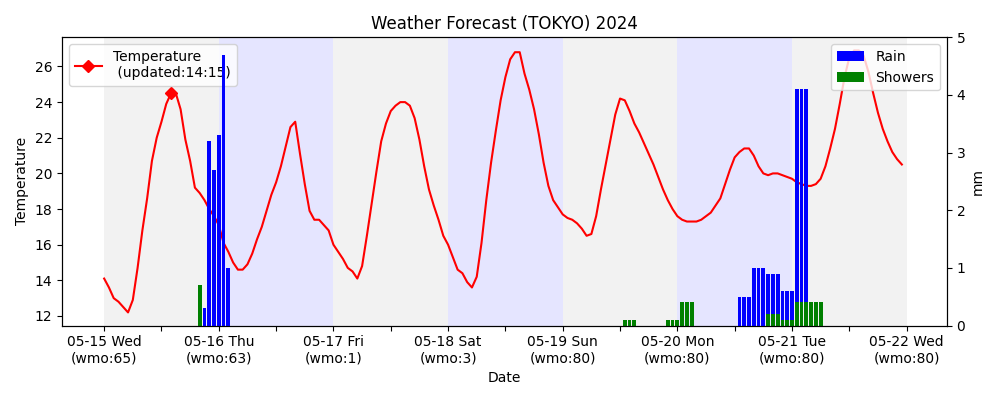 Weather Forecast (TOKYO) 2024
Temperature
(updated:14:15)
Rain
Showers
26
24
22
20
18
16
14
12
Temperature
5
4
3
2
1
0
mm
05-15 Wed
(wmo:65)
05-16 Thu
(wmo:63)
05-17 Fri
(wmo:1)
05-18 Sat
(wmo:3)
05-19 Sun
(wmo:80)
05-20 Mon
(wmo:80)
05-21 Tue
(wmo:80)
05-22 Wed
(wmo:80)
Date